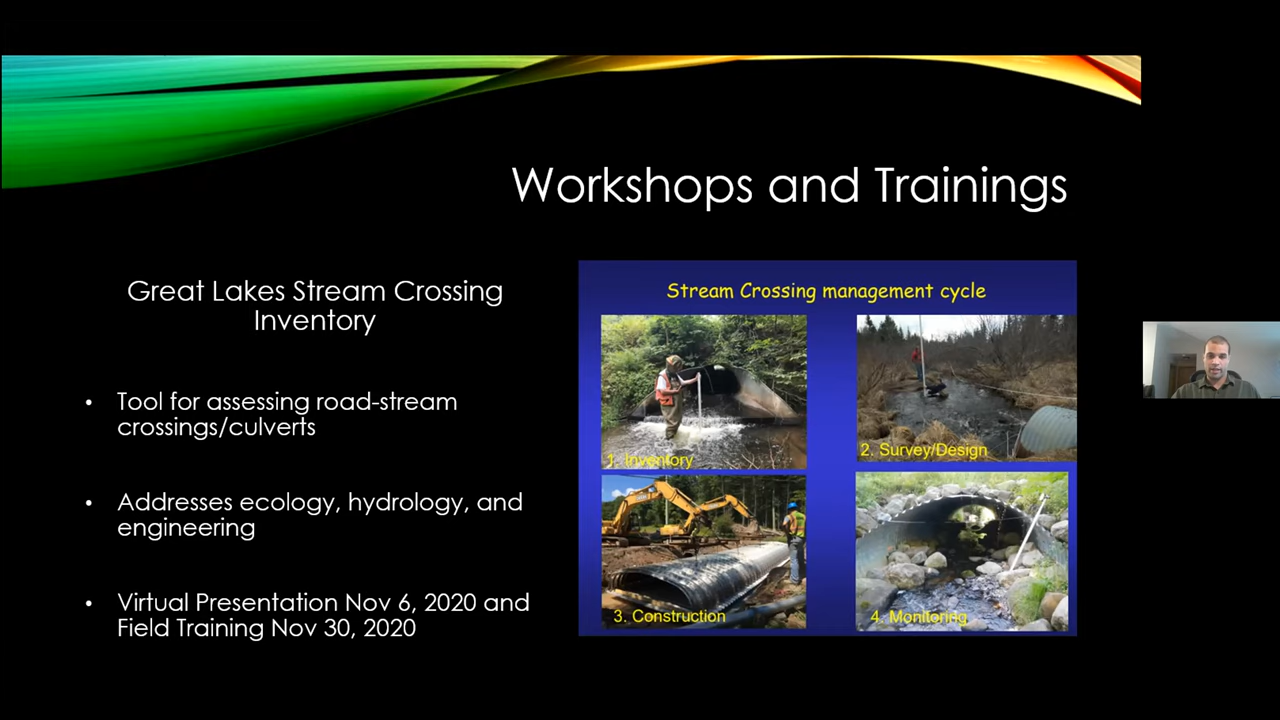 Workshops and Trainings
Great Lakes Stream Crossing
Inventory
• Tool for assessing road-stream
crossings/culverts
• Addresses ecology, hydrology, and
engineering
• Virtual Presentation Nov 6, 2020 and
Field Training Nov 30, 2020
Stream Crossing management cycle
1. Inventory
2. Survey/Design
3. Construction
4. Monitoring